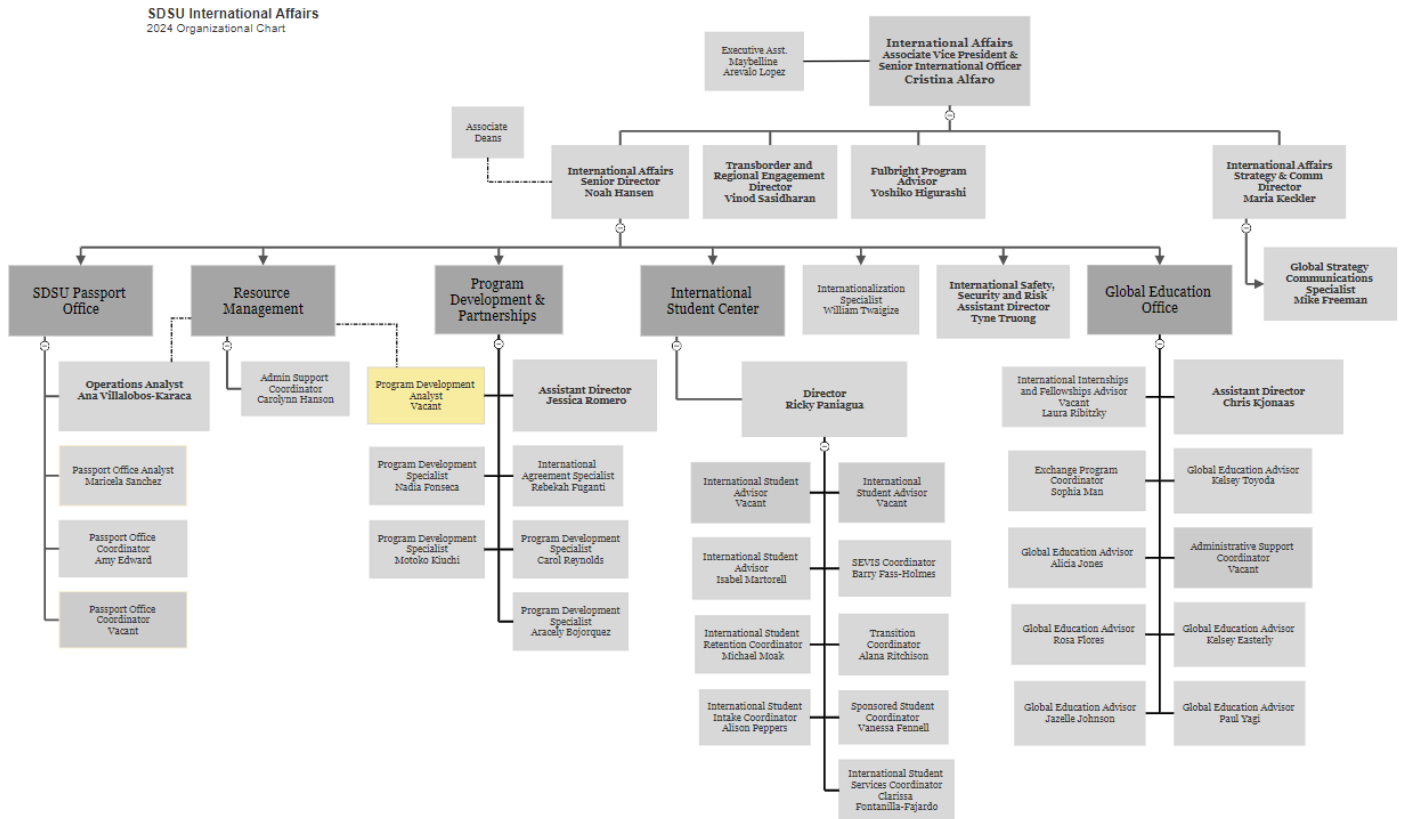 SDSU International Affairs
2024 Organizational Chart
Executive Asst.
Maybelline
Arevalo Lopez
International Affairs
Associate Vice President &
Senior International Officer
Cristina Alfaro
Associate
Deans
International Affairs
Senior Director
Noah Hansen
Transborder and
Regional Engagement
Director
Vinod Sasidharan
Fulbright Program
Advisor
Yoshiko Higurashi
International Affairs
Strategy & Comm
Director
Maria Keckler
SDSU Passport
Office
Resource
Management
Program
Development &
Partnerships
International
Student Center
Internationalization
Specialist
William Twaigize
International Safety,
Security and Risk
Assistant Director
Tyne Truong
Global Education
Office
Global Strategy
Communications
Specialist
Mike Freeman
Operations Analyst
Ana Villalobos-Karaca
Passport Office Analyst
Maricela Sanchez
Passport Office
Coordinator
Amy Edward
Passport Office
Coordinator
Vacant
Admin Support
Coordinator
Carolynn Hanson
Program Development
Analyst
Vacant
Assistant Director
Jessica Romero
Program Development
Specialist
Nadia Fonseca
International
Agreement Specialist
Rebekah Fuganti
Program Development
Specialist
Motoko Kiuchi
Program Development
Specialist
Carol Reynolds
Program Development
Specialist
Aracely Bojorquez
Director
Ricky Paniagua
International Student
Advisor
Vacant
International
Student Advisor
Vacant
International Student
Advisor
Isabel Martorell
SEVIS Coordinator
Barry Fass-Holmes
International Student
Retention Coordinator
Michael Moak
Transition
Coordinator
Alana Ritchison
International Student
Intake Coordinator
Alison Peppers
Sponsored Student
Coordinator
Vanessa Fennell
International Student
Services Coordinator
Clarissa
Fontanilla-Fajardo
International Internships
and Fellowships Advisor
Vacant
Laura Ribitzky
Assistant Director
Chris Kjonaas
Exchange Program
Coordinator
Sophia Man
Global Education Advisor
Kelsey Toyoda
Global Education Advisor
Alicia Jones
Administrative Support
Coordinator
Vacant
Global Education Advisor
Rosa Flores
Global Education Advisor
Kelsey Easterly
Global Education Advisor
Jazelle Johnson
Global Education Advisor
Paul Yagi